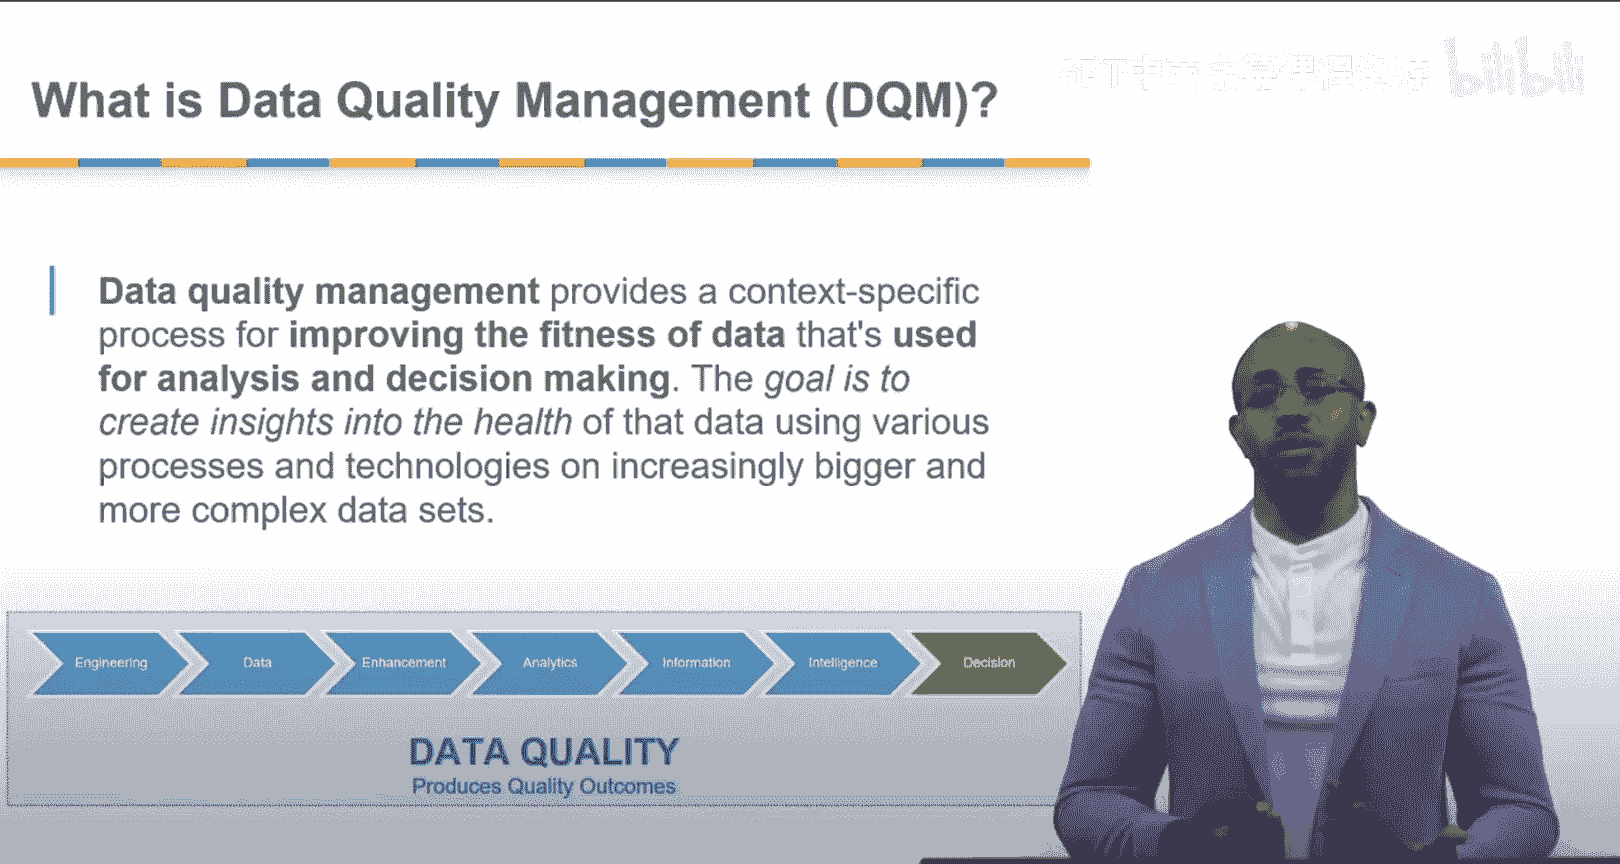 bilibili
What is Data Quality Management (DQM)?
Data quality management provides a context-specific
process for improving the fitness of data that's used
for analysis and decision making. The goal is to
create insights into the health of that data using various
processes and technologies on increasingly bigger and
more complex data sets.
Engineering
Data
Enhancement
Analytics
Information
Intelligence
Decision
DATA QUALITY
Produces Quality Outcomes